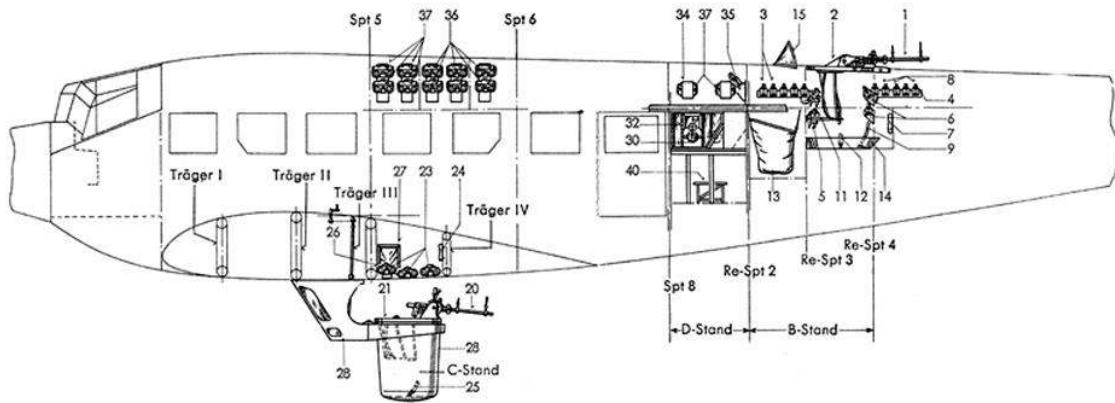 Spt 5 37 36 Spt 6 34 37 35 3 15 2 1
8
4
6
7
9
32
30
40
13 5 11 12 14
Träger I
Träger II
Träger III
27 23 24
Träger IV
26
Re-Spt 4
Re-Spt 3
Re-Spt 2
Spt 8
21 20
D-Stand B-Stand
28
28
C-Stand
25